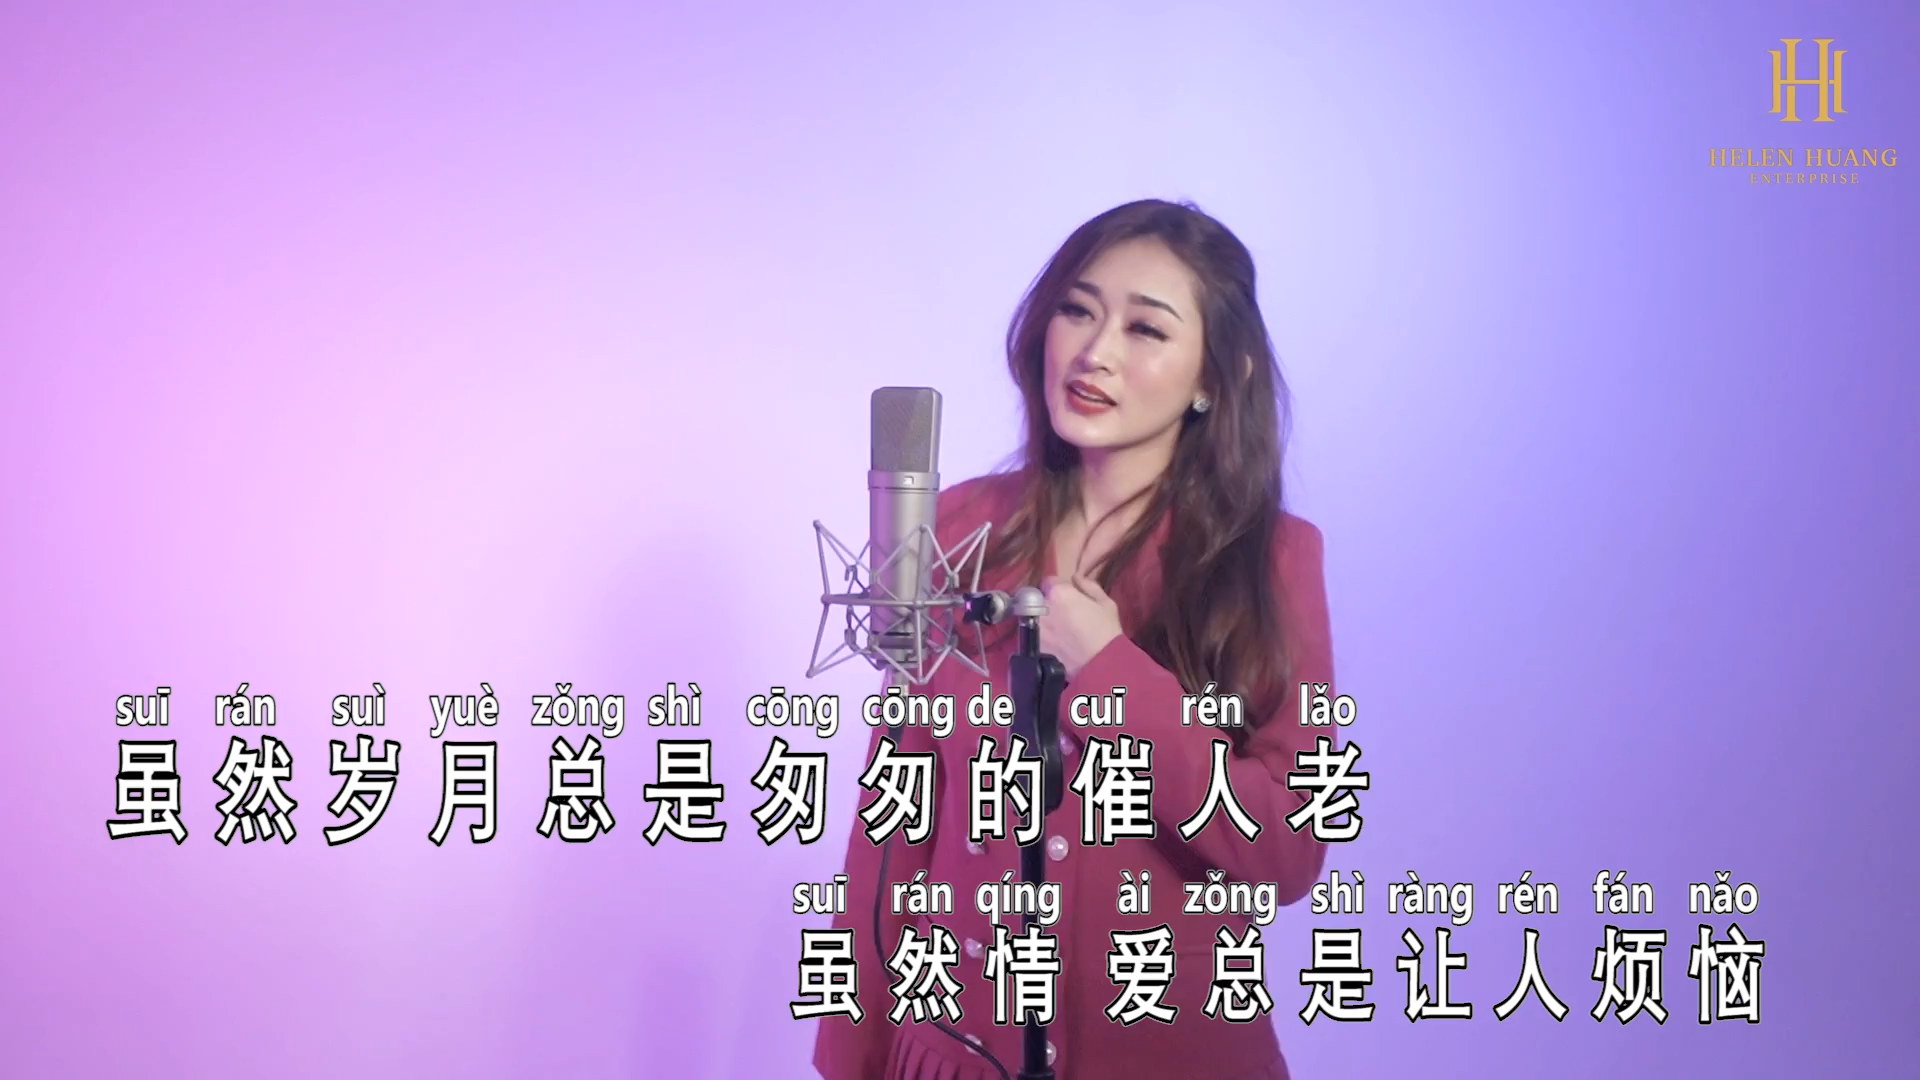 HH
HELEN HUANG
ENTERPRISE
suī rán suì yuè zǒng shì cōng cōng de cuī rén lǎo
虽然岁月总是匆匆的催人老
suī rán qíng ài zǒng shì ràng rén fán nǎo
虽然情爱总是让人烦恼